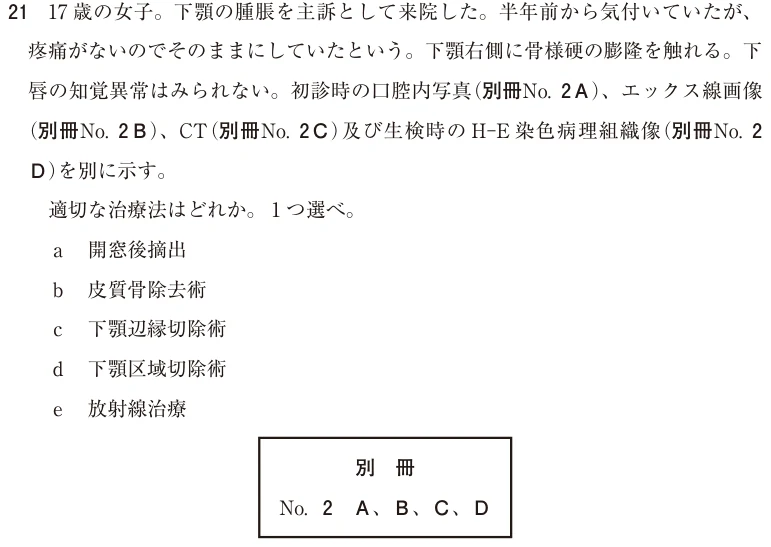 21 17歳の女子。下顎の腫脹を主訴として来院した。半年前から気付いていたが、
疼痛がないのでそのままにしていたという。下顎右側に骨様硬の膨隆を触れる。下
唇の知覚異常はみられない。初診時の口腔内写真(別冊No. 2A)、エックス線画像
(別冊No. 2B)、CT(別冊No. 2C)及び生検時のH-E染色病理組織像(別冊No. 2
D)を別に示す。
適切な治療法はどれか。1つ選べ。
a 開窓後摘出
b 皮質骨除去術
c 下顎辺縁切除術
d 下顎区域切除術
e 放射線治療
別 冊
No. 2 A、B、C、D